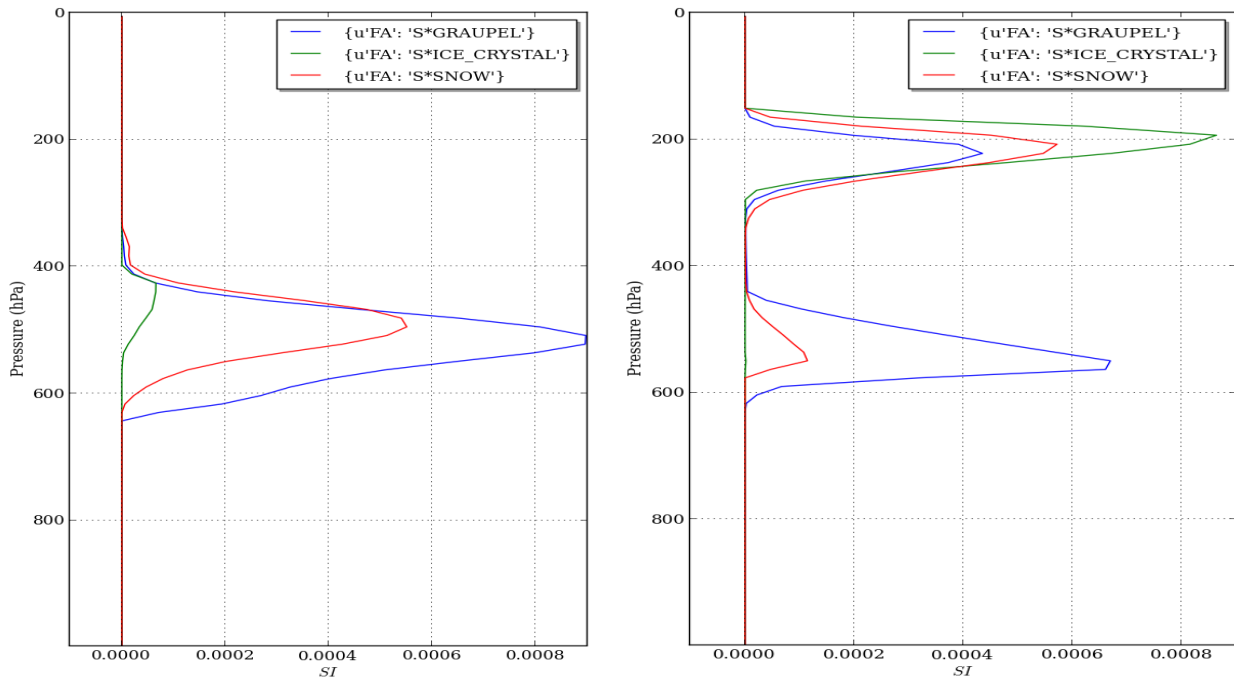 0
200
400
600
800
Pressure (hPa)
{u'FA': 'S*GRAUPEL'}
{u'FA': 'S*ICE_CRYSTAL'}
{u'FA': 'S*SNOW'}
0.0000 0.0002 0.0004 0.0006 0.0008
SI
0
200
400
600
800
Pressure (hPa)
{u'FA': 'S*GRAUPEL'}
{u'FA': 'S*ICE_CRYSTAL'}
{u'FA': 'S*SNOW'}
0.0000 0.0002 0.0004 0.0006 0.0008
SI